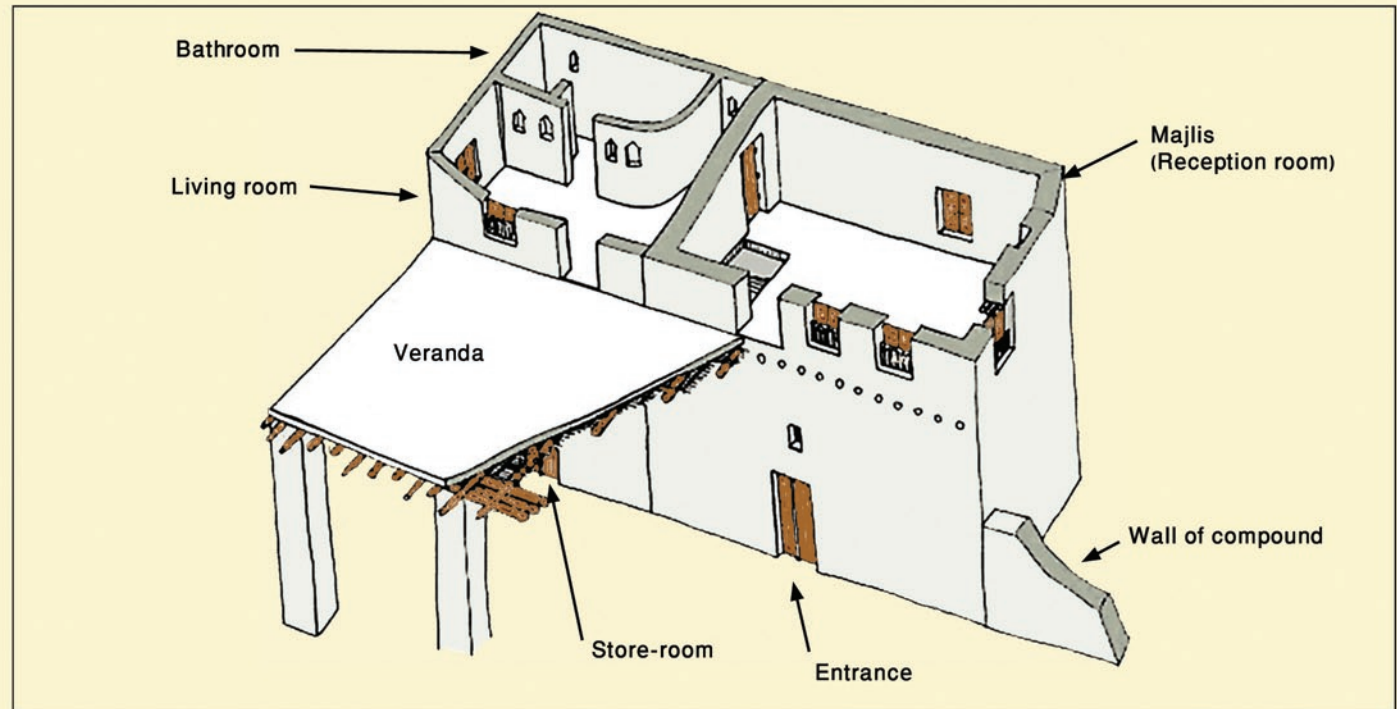 Bathroom
Majlis
(Reception room)
Living room
Veranda
Wall of compound
Store-room
Entrance